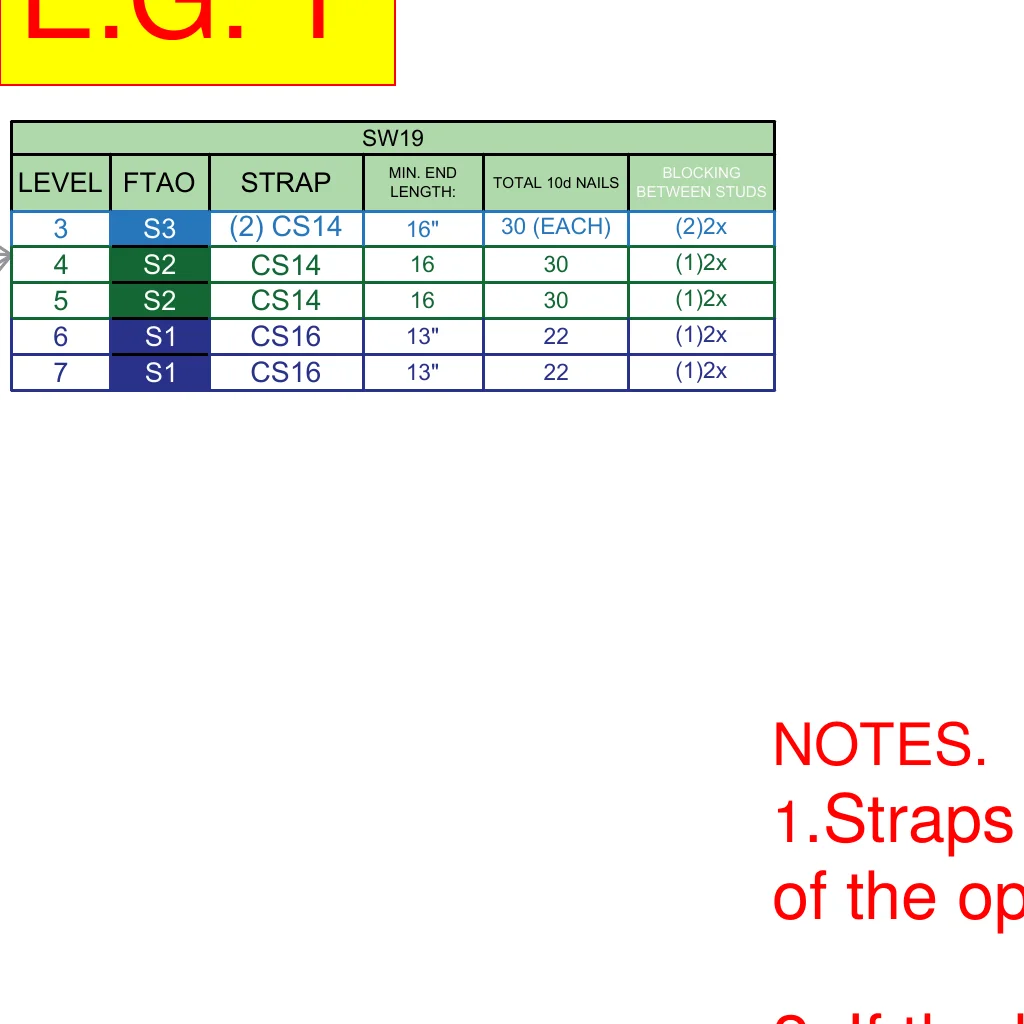 E.G. 1
SW19
LEVEL FTAO STRAP MIN. END LENGTH: TOTAL 10d NAILS BLOCKING BETWEEN STUDS
3 S3 (2) CS14 16" 30 (EACH) (2)2x
4 S2 CS14 16 30 (1)2x
5 S2 CS14 16 30 (1)2x
6 S1 CS16 13" 22 (1)2x
7 S1 CS16 13" 22 (1)2x
NOTES.
1.Straps
of the op